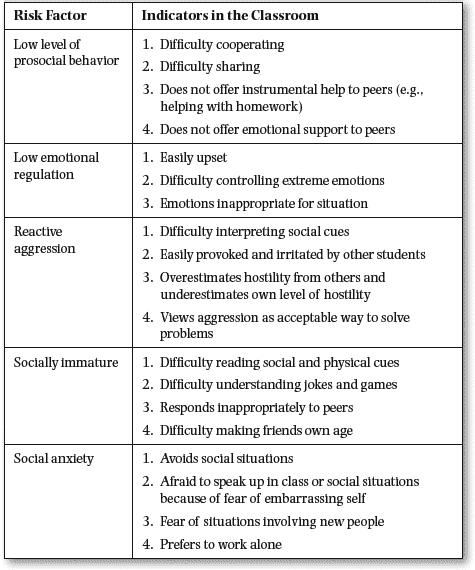 Risk Factor Indicators in the Classroom
Low level of
prosocial behavior
1. Difficulty cooperating
2. Difficulty sharing
3. Does not offer instrumental help to peers (e.g.,
helping with homework)
4. Does not offer emotional support to peers
Low emotional
regulation
1. Easily upset
2. Difficulty controlling extreme emotions
3. Emotions inappropriate for situation
Reactive
aggression
1. Difficulty interpreting social cues
2. Easily provoked and irritated by other students
3. Overestimates hostility from others and
underestimates own level of hostility
4. Views aggression as acceptable way to solve
problems
Socially immature
1. Difficulty reading social and physical cues
2. Difficulty understanding jokes and games
3. Responds inappropriately to peers
4. Difficulty making friends own age
Social anxiety
1. Avoids social situations
2. Afraid to speak up in class or social situations
because of fear of embarrassing self
3. Fear of situations involving new people
4. Prefers to work alone